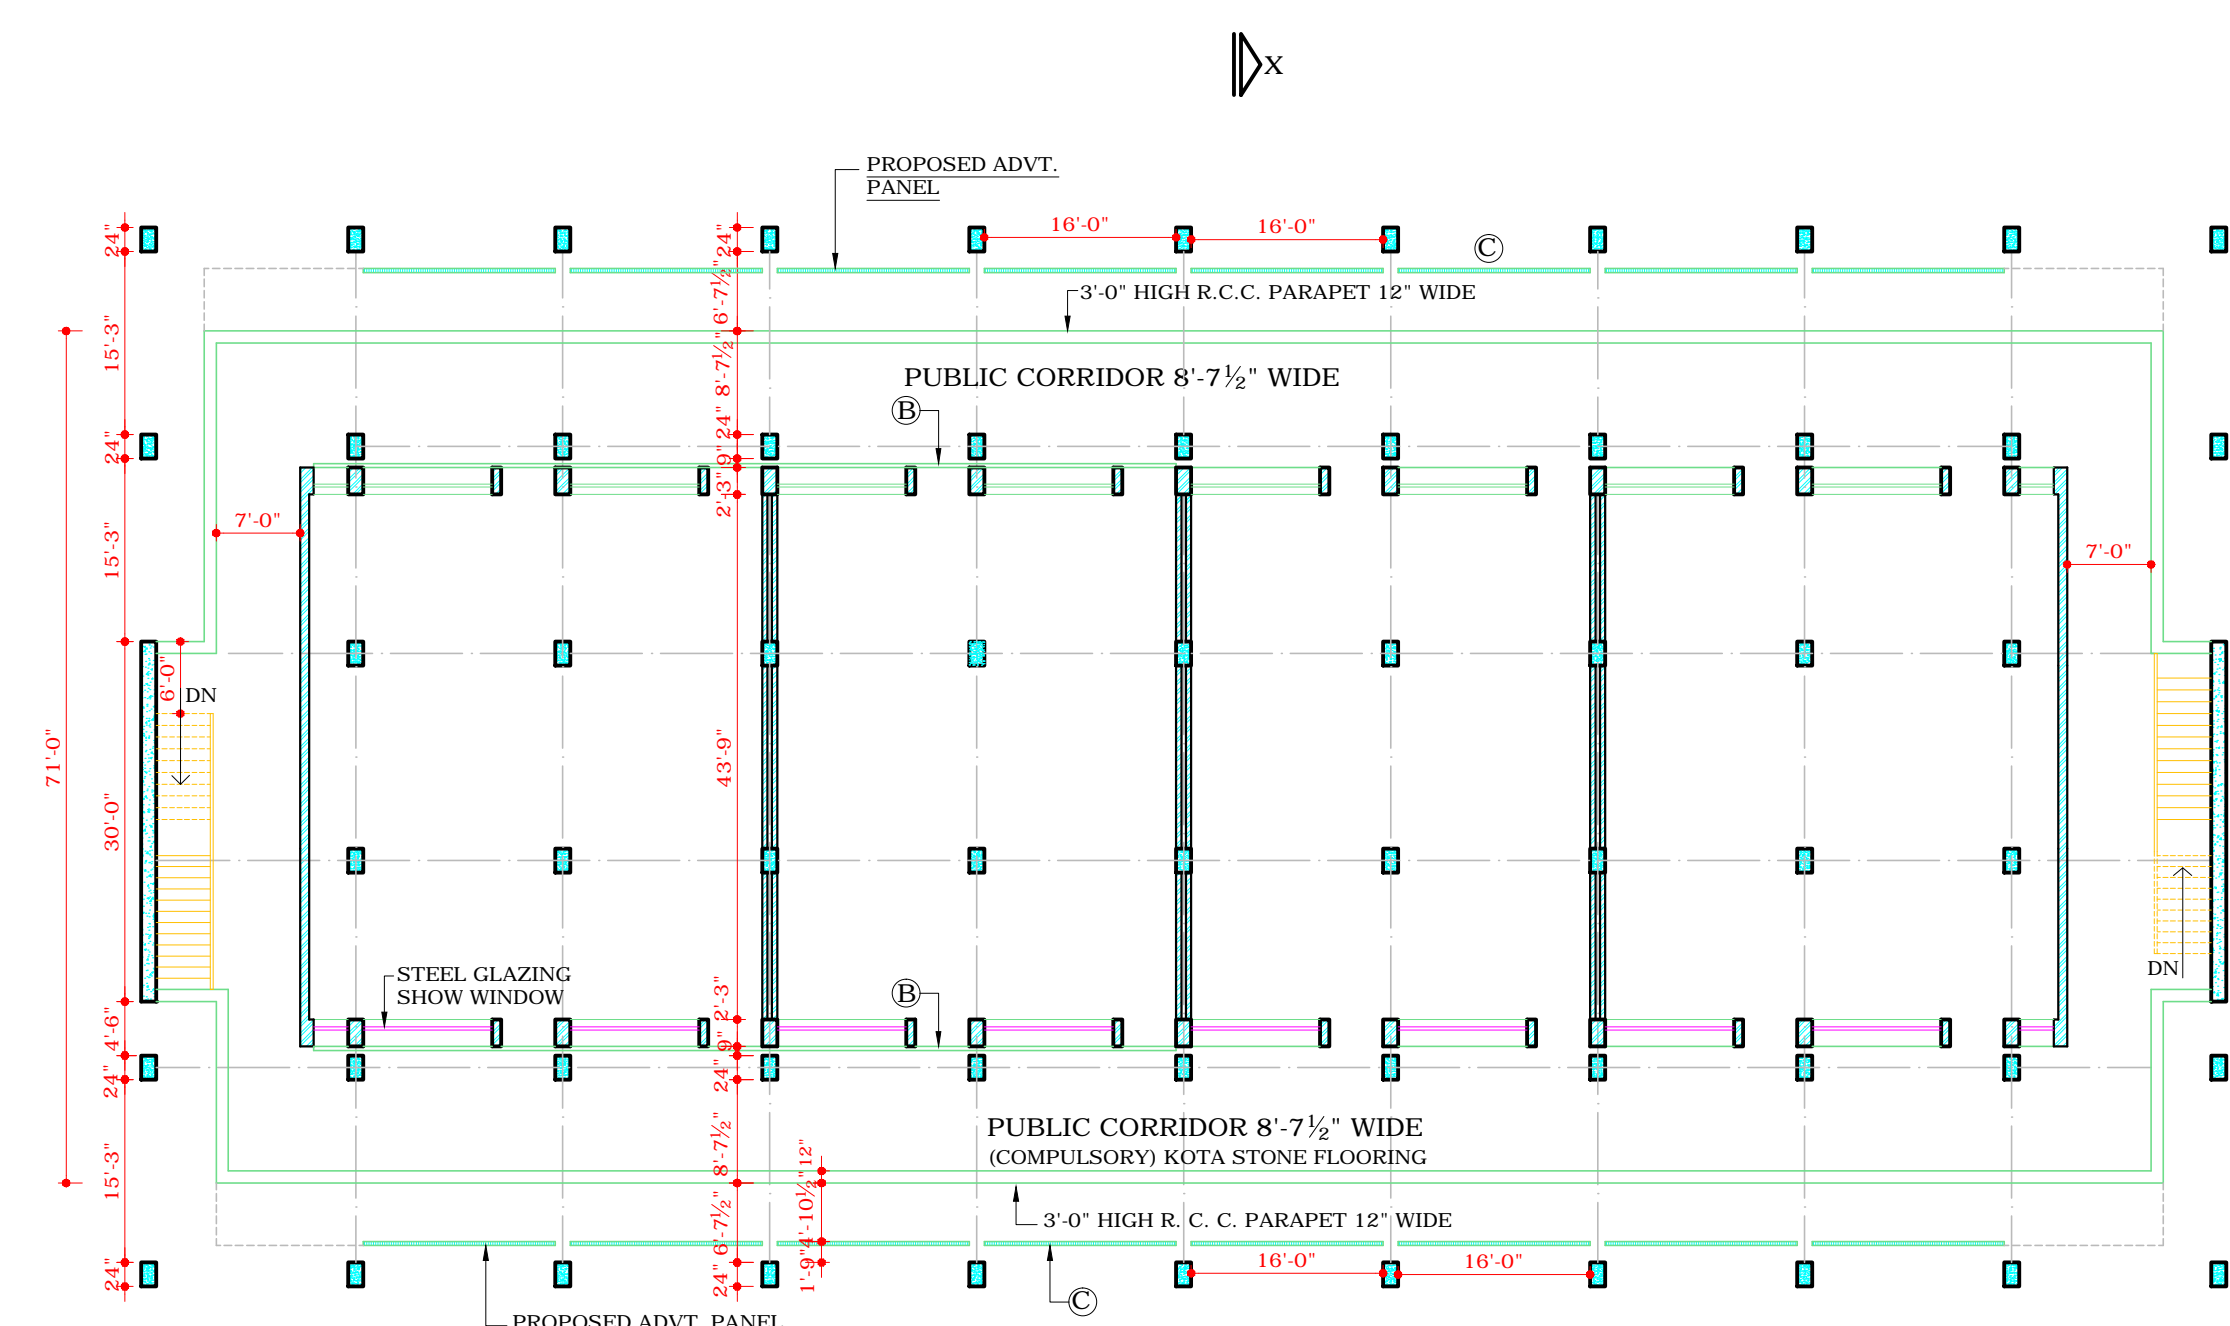 X
PROPOSED ADVT.
PANEL
16'-0"
16'-0"
C
24"
24"
6'-7½"
3'-0" HIGH R.C.C. PARAPET 12" WIDE
15'-3"
8'-7½"
PUBLIC CORRIDOR 8'-7½" WIDE
B
24"
24"
9"
2'-3"
7'-0"
15'-3"
7'-0"
6'-0"
DN
71'-0"
43'-9"
30'-0"
STEEL GLAZING
SHOW WINDOW
B
DN
2'-3"
4'-6"
9"
24"
24"
PUBLIC CORRIDOR 8'-7½" WIDE
(COMPULSORY) KOTA STONE FLOORING
15'-3"
8'-7½"
12"
4'-10½"
3'-0" HIGH R. C. C. PARAPET 12" WIDE
6'-7½"
1'-9"
16'-0"
16'-0"
24"
24"
C
PROPOSED ADVT. PANEL